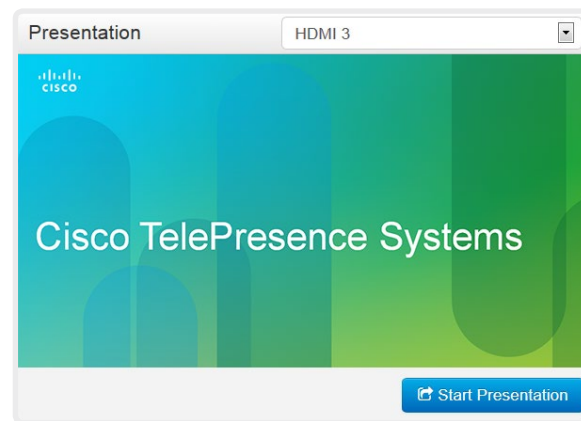 Presentation
HDMI 3
CISCO
Cisco TelePresence Systems
Start Presentation